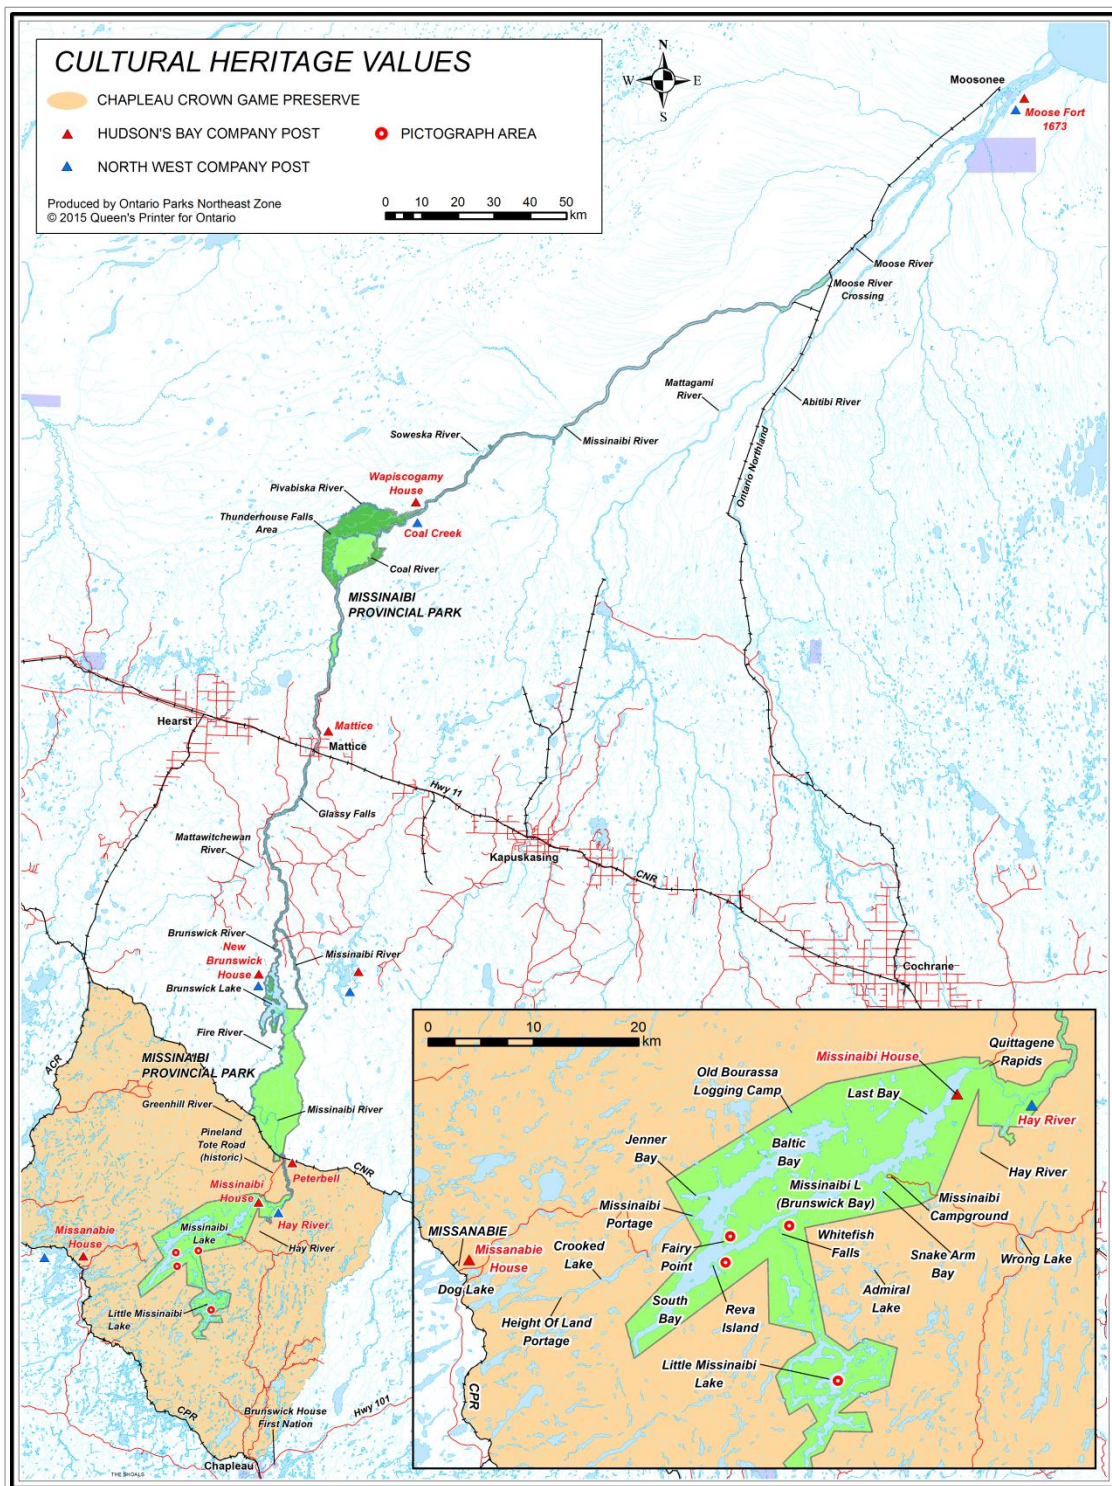 CULTURAL HERITAGE VALUES
CHAPLEAU CROWN GAME PRESERVE
HUDSON'S BAY COMPANY POST
PICTOGRAPH AREA
NORTH WEST COMPANY POST
Produced by Ontario Parks Northeast Zone
© 2015 Queen's Printer for Ontario
0 10 20 30 40 50
km
N
W E
S
Moosonee
Moose Fort
1673
Moose River
Moose River
Crossing
Mattagami
River
Abitibi River
Ontario Northland
Soweska River
Missinaibi River
Wapiscogamy
House
Pivabiska River
Thunderhouse Falls
Area
Coal Creek
Coal River
MISSINAIBI
PROVINCIAL PARK
Hearst
Mattice
Mattice
Hwy 11
Glassy Falls
Mattawitchewan
River
Kapuskasing
CNR
Brunswick River
New
Brunswick
House
Missinaibi River
Brunswick Lake
Cochrane
Fire River
ACR
MISSINAIBI
PROVINCIAL PARK
Greenhill River
Missinaibi River
Pineland
Tote Road
(historic)
CNR
Peterbell
Missinaibi
House
Hay River
Missanabie
House
Missinaibi
Lake
Hay River
Little Missinaibi
Lake
CPR
Brunswick House
First Nation
Hwy 101
Chapleau
THE SHOALS
0 10 20
km
Missinaibi House
Quittagene
Rapids
Old Bourassa
Logging Camp
Last Bay
Hay River
Jenner
Bay
Baltic
Bay
Hay River
Missinaibi L
(Brunswick Bay)
Missinaibi
Portage
Missinaibi
Campground
MISSANABIE
Missanabie
House
Crooked
Lake
Fairy
Point
Whitefish
Falls
Snake Arm
Bay
Wrong Lake
Dog Lake
Admiral
Lake
Height Of Land
Portage
South
Bay
Reva
Island
Little Missinaibi
Lake
CPR